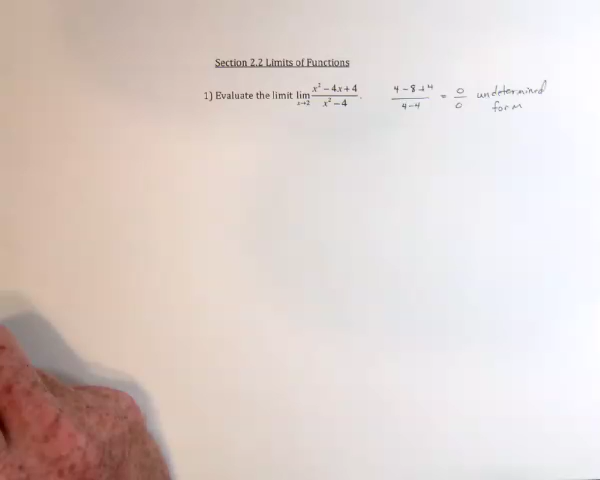 Section 2.2 Limits of Functions
1) Evaluate the limit lim x→2 (x² – 4x + 4)/(x² – 4).
(4 – 8 + 4)/(4 – 4) = 0/0 undetermined
form